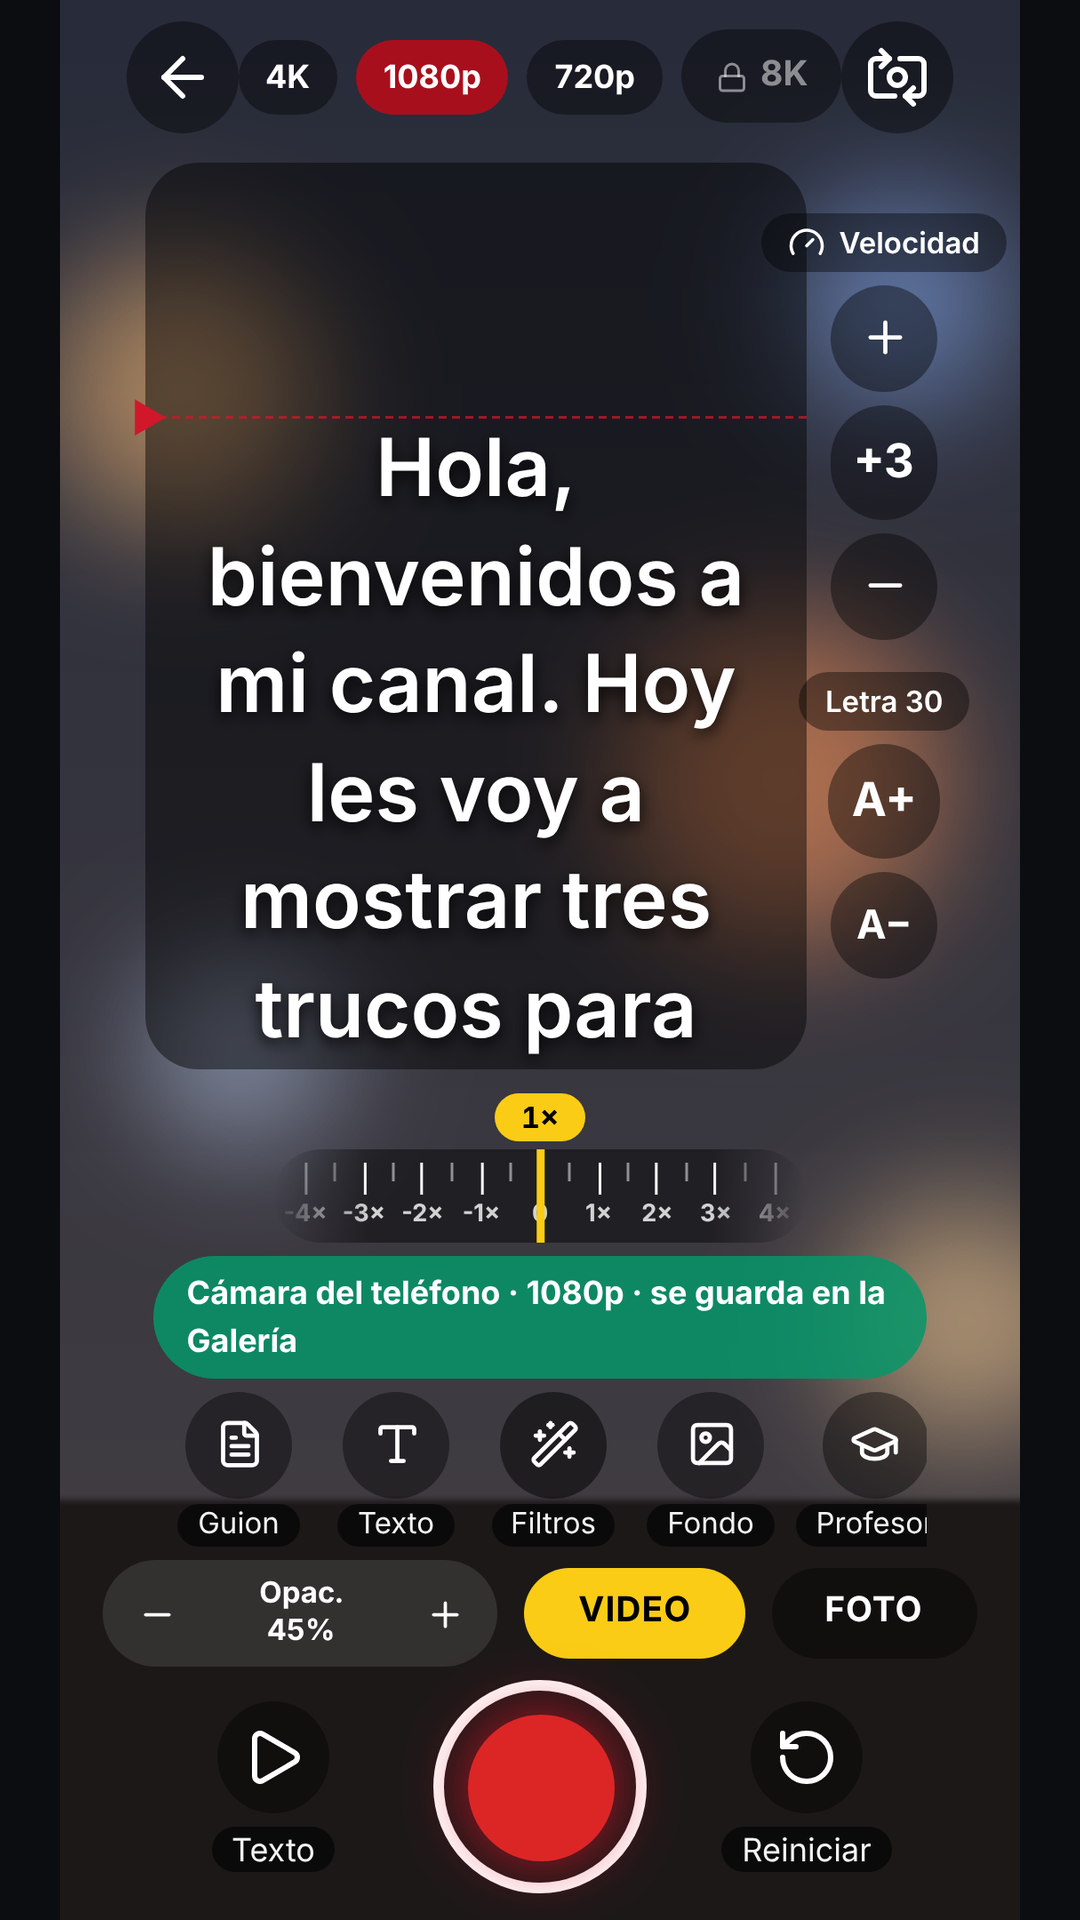 4K
1080p
720p
8K
Velocidad
+3
Hola,
bienvenidos a
mi canal. Hoy
les voy a
mostrar tres
trucos para
Letra 30
A+
A−
1×
-4× -3× -2× -1× 0 1× 2× 3× 4×
Cámara del teléfono · 1080p · se guarda en la
Galería
Guion
Texto
Filtros
Fondo
Profesor
Opac.
45%
VIDEO
FOTO
Texto
Reiniciar